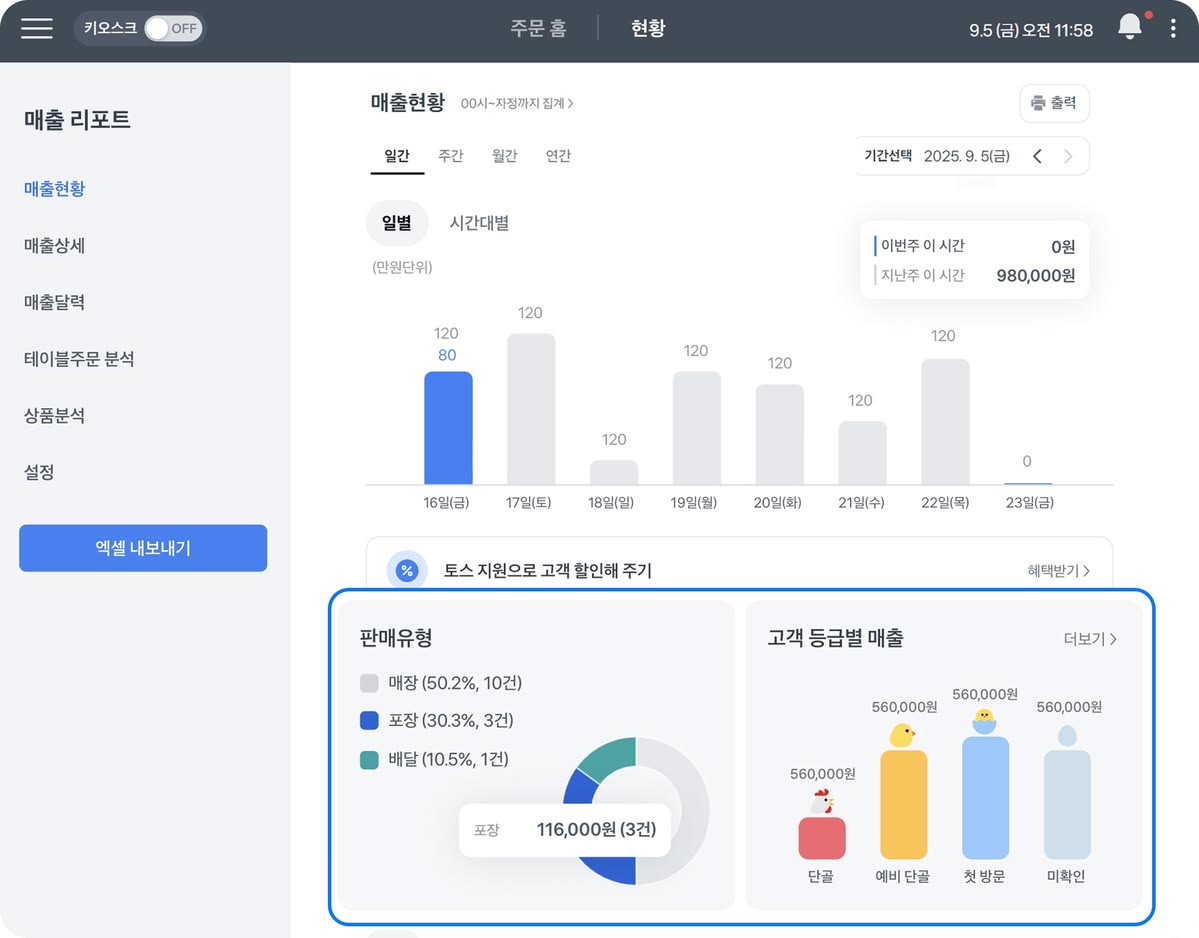 키오스크 OFF
주문 홈 현황
9.5 (금) 오전 11:58
매출 리포트
매출현황
매출상세
매출달력
테이블주문 분석
상품분석
설정
엑셀 내보내기
매출현황 00시~자정까지 집계 >
출력
일간 주간 월간 연간
기간선택 2025. 9. 5(금)
일별 시간대별
(만원단위)
이번주 이 시간 0원
지난주 이 시간 980,000원
120
80
120
120
120
120
120
120
0
16일(금) 17일(토) 18일(일) 19일(월) 20일(화) 21일(수) 22일(목) 23일(금)
% 토스 지원으로 고객 할인해 주기 혜택받기 >
판매유형
매장 (50.2%, 10건)
포장 (30.3%, 3건)
배달 (10.5%, 1건)
포장 116,000원 (3건)
고객 등급별 매출 더보기 >
560,000원
560,000원
560,000원
560,000원
단골 예비 단골 첫 방문 미확인